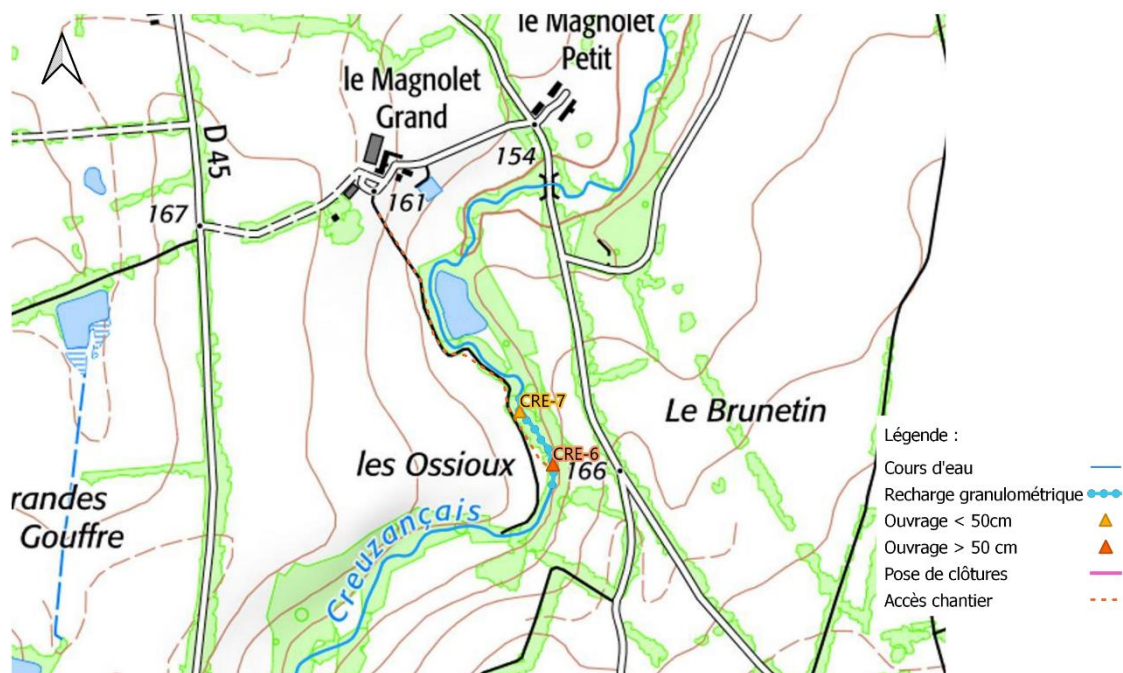 le Magnolet
Petit
le Magnolet
Grand
D 45
154
161
167
CRE-7
Le Brunetin
CRE-6
les Ossioux
166
randes
Gouffre
Creuzançais
Légende :
Cours d'eau
Recharge granulométrique
Ouvrage < 50cm
Ouvrage > 50 cm
Pose de clôtures
Accès chantier